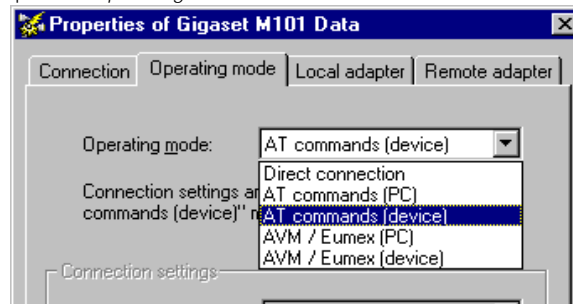 Properties of Gigaset M101 Data
Connection Operating mode Local adapter Remote adapter
Operating mode: AT commands (device)
Direct connection
Connection settings ar AT commands (PC)
commands (device)" AT commands (device)
AVM / Eumex (PC)
AVM / Eumex (device)
Connection settings